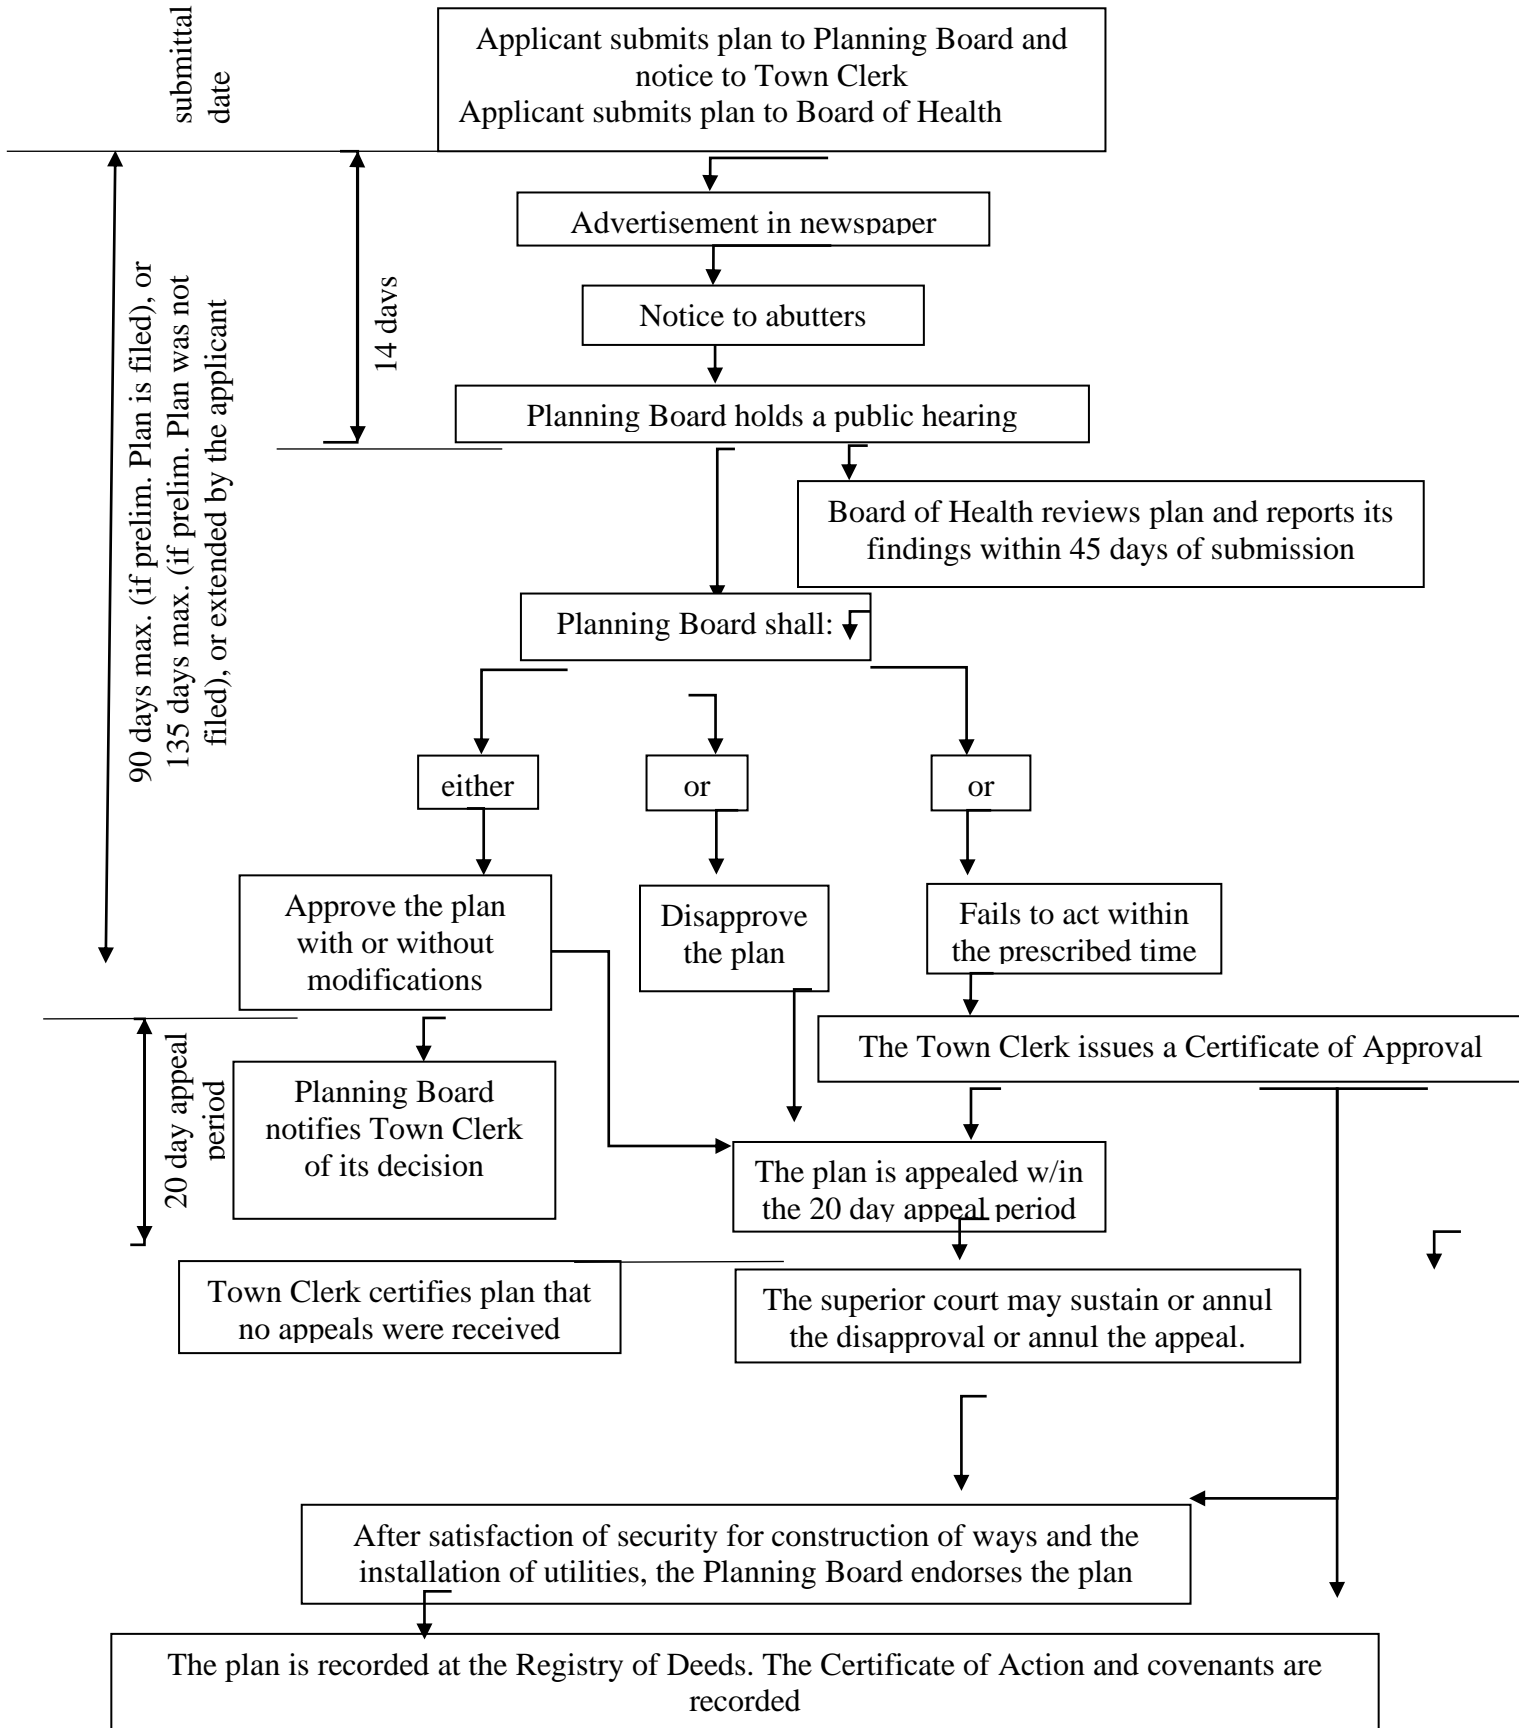 submittal
date
Applicant submits plan to Planning Board and
notice to Town Clerk
Applicant submits plan to Board of Health
Advertisement in newspaper
Notice to abutters
14 days
90 days max. (if prelim. Plan is filed), or
135 days max. (if prelim. Plan was not
filed), or extended by the applicant
Planning Board holds a public hearing
Board of Health reviews plan and reports its
findings within 45 days of submission
Planning Board shall:
either
or
or
Approve the plan
with or without
modifications
Disapprove
the plan
Fails to act within
the prescribed time
The Town Clerk issues a Certificate of Approval
20 day appeal
period
Planning Board
notifies Town Clerk
of its decision
The plan is appealed w/in
the 20 day appeal period
Town Clerk certifies plan that
no appeals were received
The superior court may sustain or annul
the disapproval or annul the appeal.
After satisfaction of security for construction of ways and the
installation of utilities, the Planning Board endorses the plan
The plan is recorded at the Registry of Deeds. The Certificate of Action and covenants are
recorded